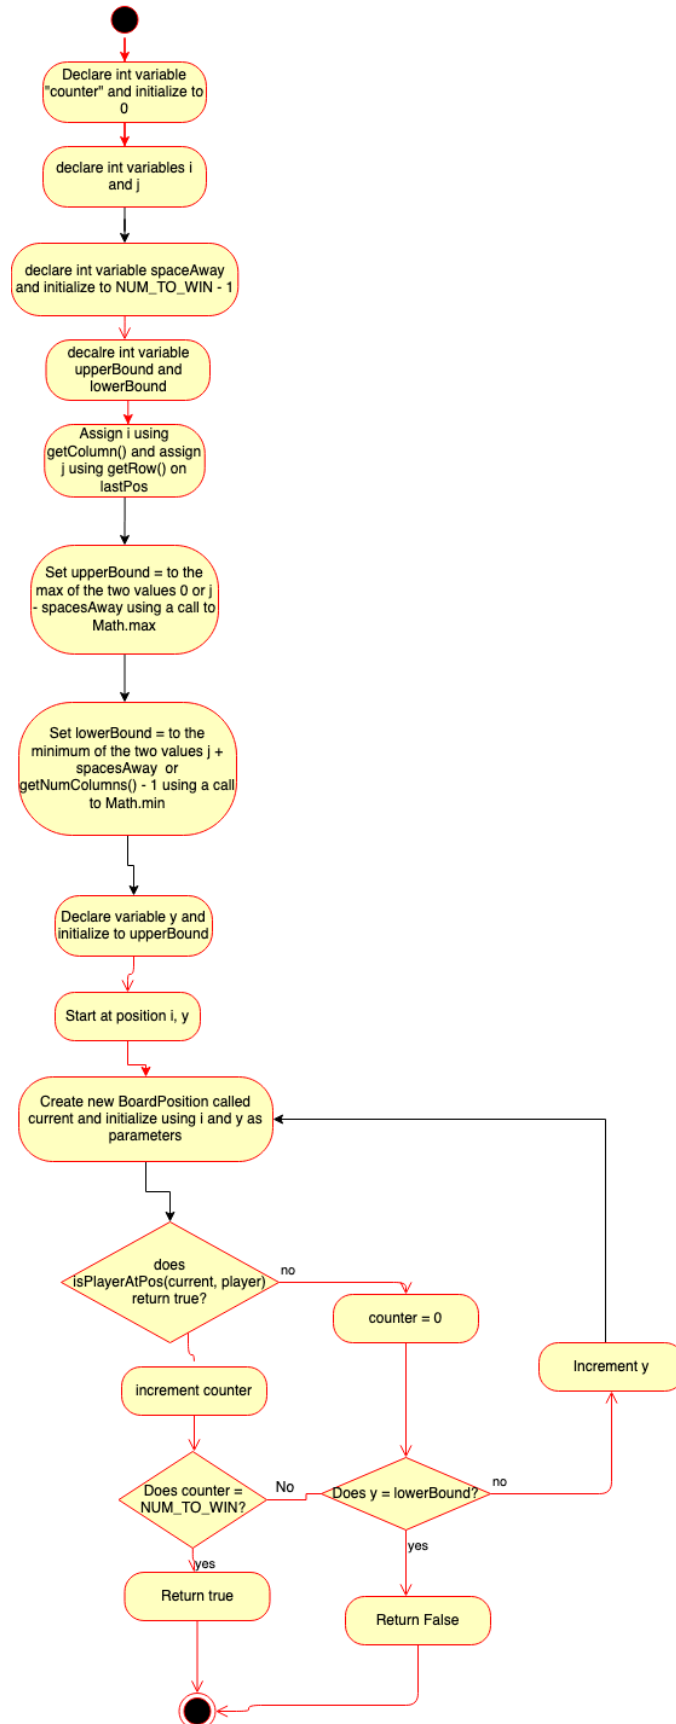 Declare int variable
"counter" and initialize to
0
declare int variables i
and j
declare int variable spaceAway
and initialize to NUM_TO_WIN - 1
decalre int variable
upperBound and
lowerBound
Assign i using
getColumn() and assign
j using getRow() on
lastPos
Set upperBound = to the
max of the two values 0 or j
- spacesAway using a call to
Math.max
Set lowerBound = to the
minimum of the two values j +
spacesAway or
getNumColumns() - 1 using a call
to Math.min
Declare variable y and
initialize to upperBound
Start at position i, y
Create new BoardPosition called
current and initialize using i and y as
parameters
does
isPlayerAtPos(current, player)
return true?
no
counter = 0
Increment y
increment counter
Does counter =
NUM_TO_WIN?
No
Does y = lowerBound?
no
yes
yes
Return true
Return False